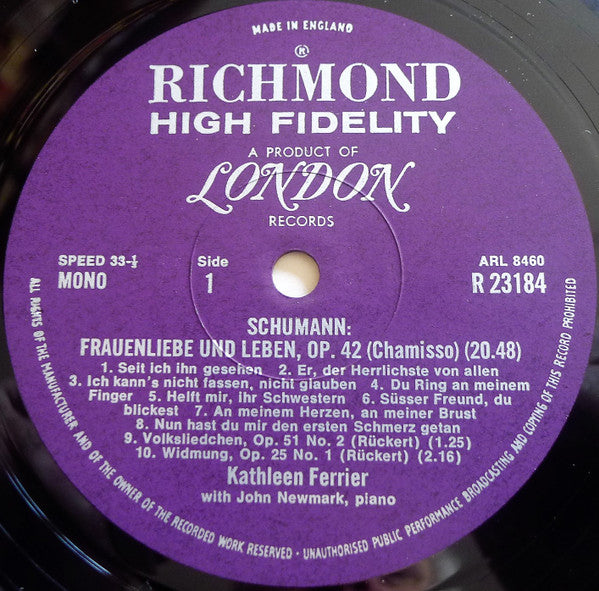 MADE IN ENGLAND
®
RICHMOND
HIGH FIDELITY
A PRODUCT OF
LONDON
RECORDS
SPEED 33-⅓ Side ARL 8460
MONO 1 R 23184
SCHUMANN:
FRAUENLIEBE UND LEBEN, OP. 42 (Chamisso) (20.48)
1. Seit ich ihn gesehen 2. Er, der Herrlichste von allen
3. Ich kann's nicht fassen, nicht glauben 4. Du Ring an meinem
Finger 5. Helft mir, ihr Schwestern 6. Süsser Freund, du
blickest 7. An meinem Herzen, an meiner Brust
8. Nun hast du mir den ersten Schmerz getan
9. Volksliedchen, Op. 51 No. 2 (Rückert) (1.25)
10. Widmung, Op. 25 No. 1 (Rückert) (2.16)
Kathleen Ferrier
with John Newmark, piano
ALL RIGHTS OF THE MANUFACTURER AND OF THE OWNER OF THE RECORDED WORK RESERVED · UNAUTHORISED PUBLIC PERFORMANCE BROADCASTING AND COPYING OF THIS RECORD PROHIBITED